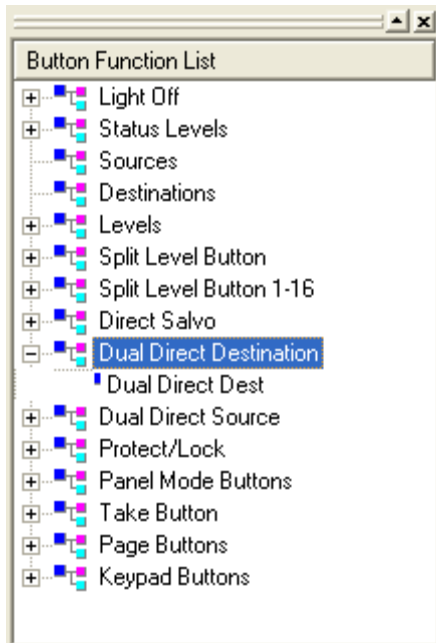 Button Function List
Light Off
Status Levels
Sources
Destinations
Levels
Split Level Button
Split Level Button 1-16
Direct Salvo
Dual Direct Destination
Dual Direct Dest
Dual Direct Source
Protect/Lock
Panel Mode Buttons
Take Button
Page Buttons
Keypad Buttons